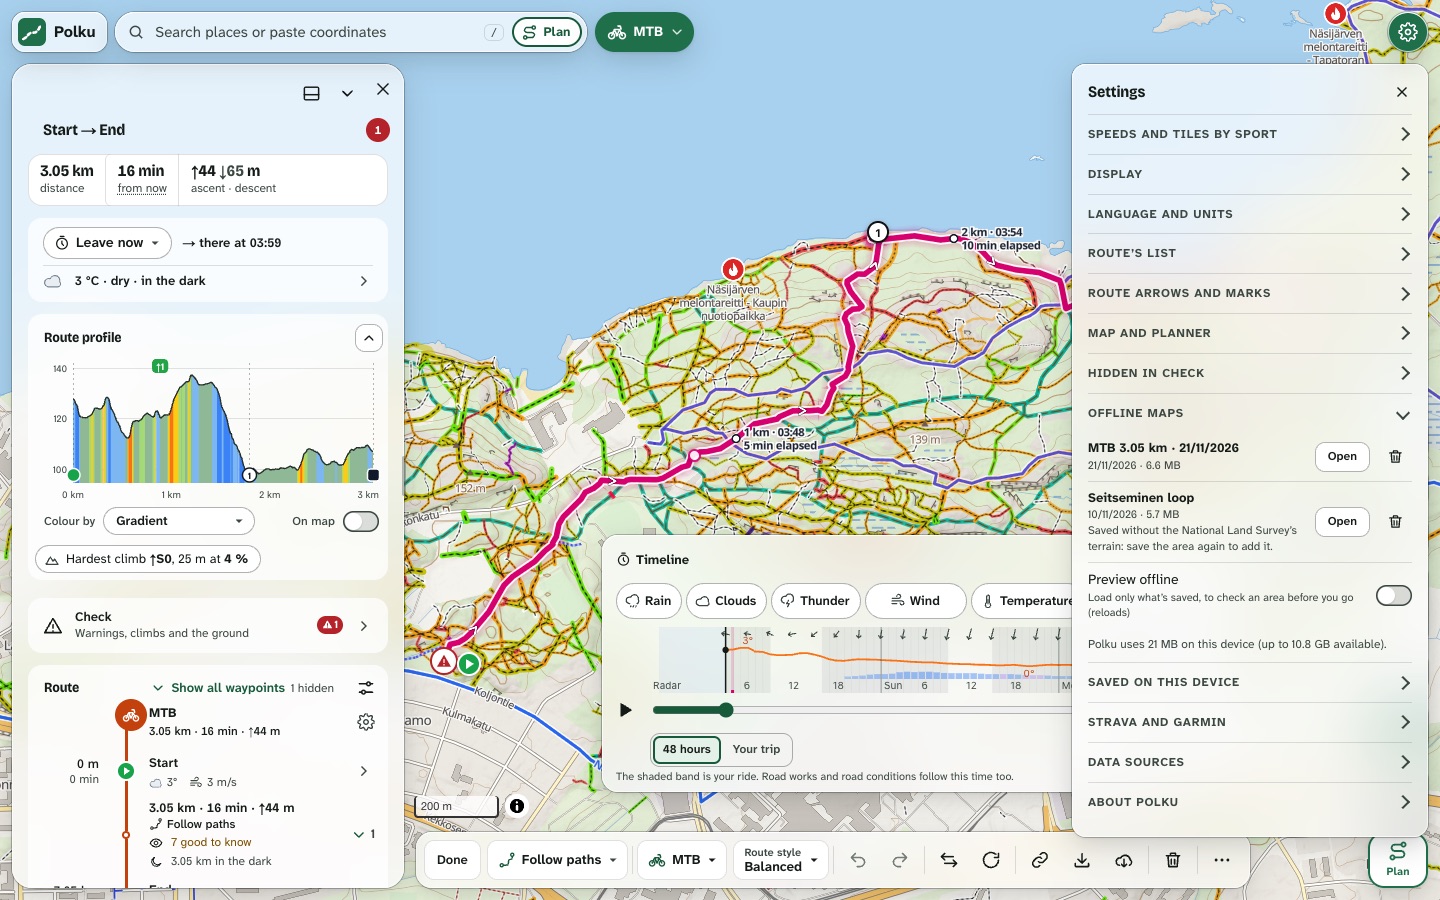 Polku
Search places or paste coordinates
/
Plan
MTB
Näsijärven
melontareitti
- Tapatoran
Start → End
1
3.05 km
distance
16 min
from now
↑44 ↓65 m
ascent · descent
Leave now
→ there at 03:59
3 °C · dry · in the dark
Route profile
140
120
100
↑1
1
0 km
1 km
2 km
3 km
Colour by
Gradient
On map
Hardest climb ↑S0, 25 m at 4 %
Check
Warnings, climbs and the ground
1
Route
Show all waypoints
1 hidden
MTB
3.05 km · 16 min · ↑44 m
0 m
0 min
Start
3°
3 m/s
3.05 km · 16 min · ↑44 m
Follow paths
7 good to know
3.05 km in the dark
1
End
1
2 km · 03:54
10 min elapsed
Näsijärven
melontareitti - Kaupin
nuotiopaikka
1 km · 03:48
5 min elapsed
139 m
152 m
Koljontie
Kulmakatu
200 m
Timeline
Rain
Clouds
Thunder
Wind
Temperature
3°
0°
Radar
6
12
18
Sun
6
12
18
48 hours
Your trip
The shaded band is your ride. Road works and road conditions follow this time too.
Done
Follow paths
MTB
Route style
Balanced
Settings
SPEEDS AND TILES BY SPORT
DISPLAY
LANGUAGE AND UNITS
ROUTE'S LIST
ROUTE ARROWS AND MARKS
MAP AND PLANNER
HIDDEN IN CHECK
OFFLINE MAPS
MTB 3.05 km · 21/11/2026
21/11/2026 · 6.6 MB
Open
Seitseminen loop
10/11/2026 · 5.7 MB
Saved without the National Land Survey's
terrain: save the area again to add it.
Open
Preview offline
Load only what's saved, to check an area before you go
(reloads)
Polku uses 21 MB on this device (up to 10.8 GB available).
SAVED ON THIS DEVICE
STRAVA AND GARMIN
DATA SOURCES
ABOUT POLKU
Plan